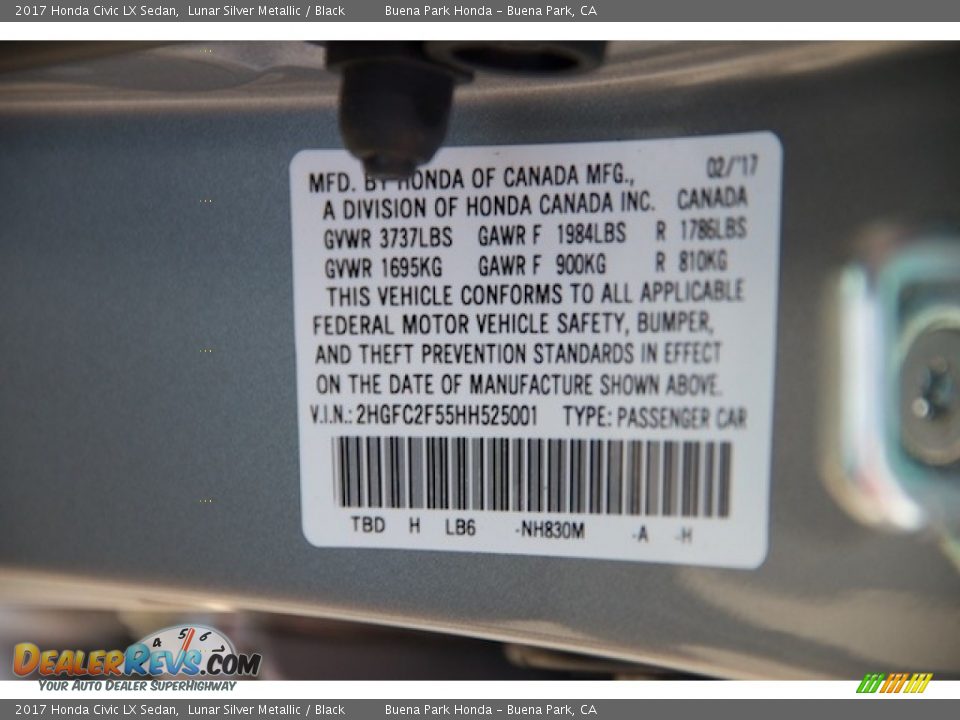 2017 Honda Civic LX Sedan, Lunar Silver Metallic / Black Buena Park Honda – Buena Park, CA
02/'17
MFD. BY HONDA OF CANADA MFG.,
A DIVISION OF HONDA CANADA INC. CANADA
GVWR 3737LBS GAWR F 1984LBS R 1786LBS
GVWR 1695KG GAWR F 900KG R 810KG
THIS VEHICLE CONFORMS TO ALL APPLICABLE
FEDERAL MOTOR VEHICLE SAFETY, BUMPER,
AND THEFT PREVENTION STANDARDS IN EFFECT
ON THE DATE OF MANUFACTURE SHOWN ABOVE.
V.I.N.: 2HGFC2F55HH525001 TYPE: PASSENGER CAR
TBD H LB6 -NH830M -A -H
4 5 6
DEALERREVS.COM
YOUR AUTO DEALER SUPERHIGHWAY
2017 Honda Civic LX Sedan, Lunar Silver Metallic / Black Buena Park Honda – Buena Park, CA